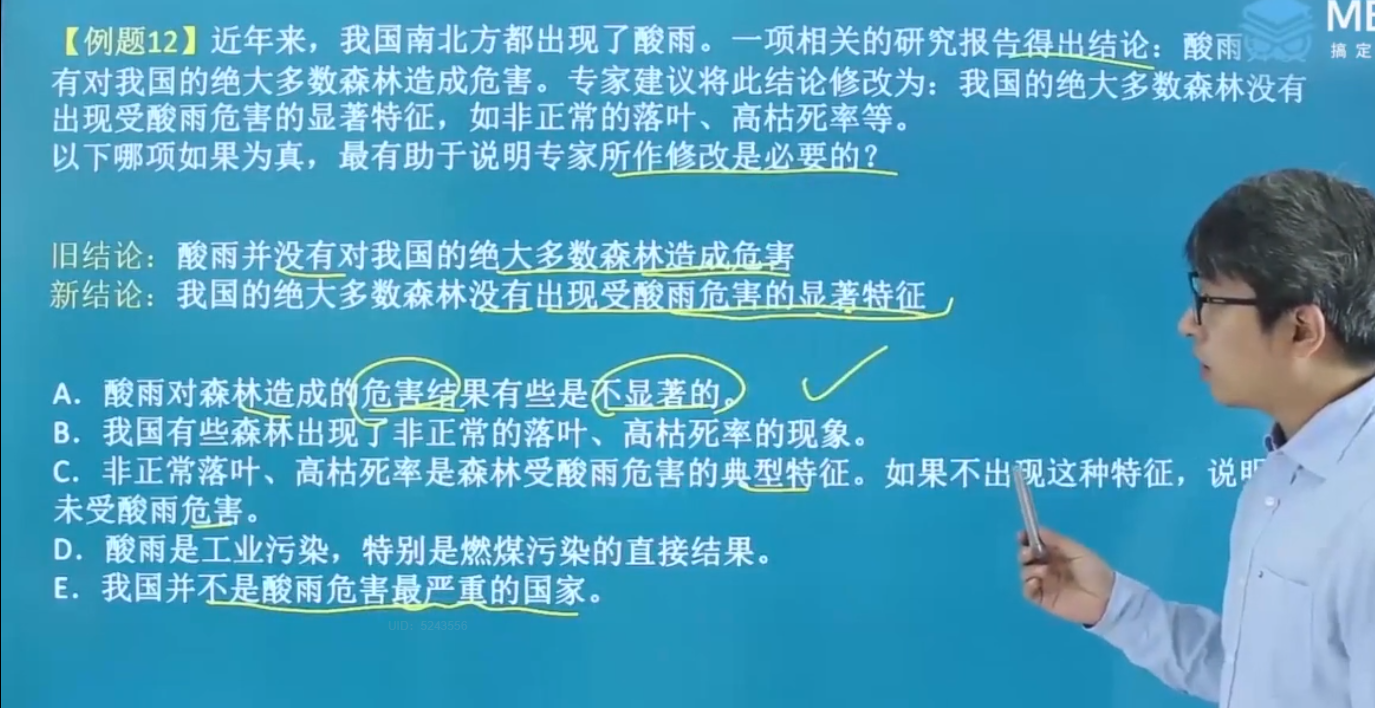 【例题12】近年来，我国南北方都出现了酸雨。一项相关的研究报告得出结论：酸雨
有对我国的绝大多数森林造成危害。专家建议将此结论修改为：我国的绝大多数森林没有
出现受酸雨危害的显著特征，如非正常的落叶、高枯死率等。
以下哪项如果为真，最有助于说明专家所作修改是必要的？
旧结论：酸雨并没有对我国的绝大多数森林造成危害
新结论：我国的绝大多数森林没有出现受酸雨危害的显著特征
A．酸雨对森林造成的危害结果有些是不显著的。
B．我国有些森林出现了非正常的落叶、高枯死率的现象。
C．非正常落叶、高枯死率是森林受酸雨危害的典型特征。如果不出现这种特征，说明
未受酸雨危害。
D．酸雨是工业污染，特别是燃煤污染的直接结果。
E．我国并不是酸雨危害最严重的国家。
搞定
UID：5243556